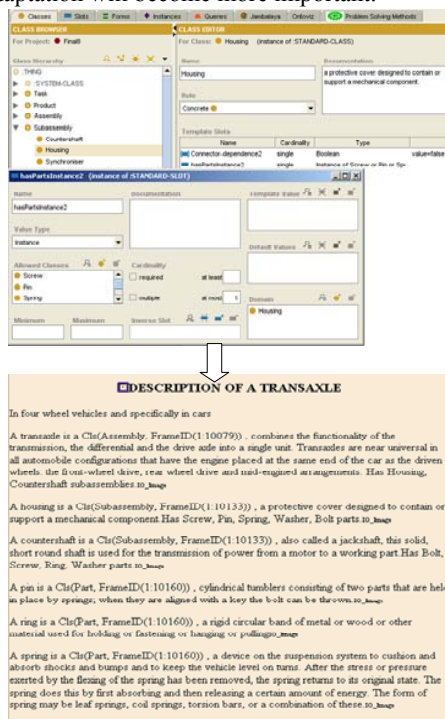 aptation will become more important.
Classes Slots Forms Instances Queries Jambalaya Ontoviz Problem Solving Methods
CLASS BROWSER
CLASS EDITOR
For Project: Final8
For Class: Housing (instance of :STANDARD-CLASS)
Class Hierarchy
Name
Documentation
:THING
:SYSTEM-CLASS
Task
Product
Assembly
Subassembly
Countershaft
Housing
Synchroniser
Housing
a protective cover designed to contain or
support a mechanical component.
Role
Concrete
Template Slots
Name Cardinality Type
Connector-dependence2 single Boolean value=false
hasPartsInstance2 single Instance of Screw or Pin or Sp
hasPartsInstance2 (instance of :STANDARD-SLOT)
Name
Documentation
Template Value
hasPartsInstance2
Value Type
Instance
Default Values
Allowed Classes
Cardinality
Screw
Pin
Spring
required at least
multiple at most 1
Domain
Housing
Minimum Maximum Inverse Slot
DESCRIPTION OF A TRANSAXLE
In four wheel vehicles and specifically in cars
A transaxle is a Cls(Assembly, FrameID(1:10079)) , combines the functionality of the
transmission, the differential and the drive axle into a single unit. Transaxles are near universal in
all automobile configurations that have the engine placed at the same end of the car as the driven
wheels: the front-wheel drive, rear wheel drive and mid-engined arrangements. Has Housing,
Countershaft subassemblies.10_Image
A housing is a Cls(Subassembly, FrameID(1:10133)) , a protective cover designed to contain or
support a mechanical component.Has Screw, Pin, Spring, Washer, Bolt parts.10_Image
A countershaft is a Cls(Subassembly, FrameID(1:10133)) , also called a jackshaft, this solid,
short round shaft is used for the transmission of power from a motor to a working part.Has Bolt,
Screw, Ring, Washer parts.10_Image
A pin is a Cls(Part, FrameID(1:10160)) , cylindrical tumblers consisting of two parts that are held
in place by springs; when they are aligned with a key the bolt can be thrown.10_Image
A ring is a Cls(Part, FrameID(1:10160)) , a rigid circular band of metal or wood or other
material used for holding or fastening or hanging or pulling10_Image
A spring is a Cls(Part, FrameID(1:10160)) , a device on the suspension system to cushion and
absorb shocks and bumps and to keep the vehicle level on turns. After the stress or pressure
exerted by the flexing of the spring has been removed, the spring returns to its original state. The
spring does this by first absorbing and then releasing a certain amount of energy. The form of
spring may be leaf springs, coil springs, torsion bars, or a combination of these.10_Image